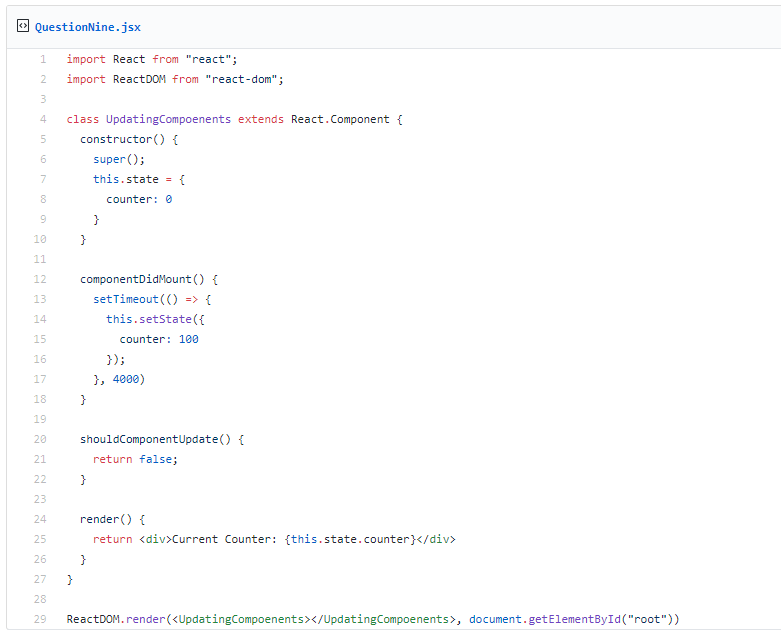 QuestionNine.jsx
1 import React from "react";
2 import ReactDOM from "react-dom";
3
4 class UpdatingCompoenents extends React.Component {
5   constructor() {
6     super();
7     this.state = {
8       counter: 0
9     }
10   }
11
12   componentDidMount() {
13     setTimeout(() => {
14       this.setState({
15         counter: 100
16       });
17     }, 4000)
18   }
19
20   shouldComponentUpdate() {
21     return false;
22   }
23
24   render() {
25     return <div>Current Counter: {this.state.counter}</div>
26   }
27 }
28
29 ReactDOM.render(<UpdatingCompoenents></UpdatingCompoenents>, document.getElementById("root"))